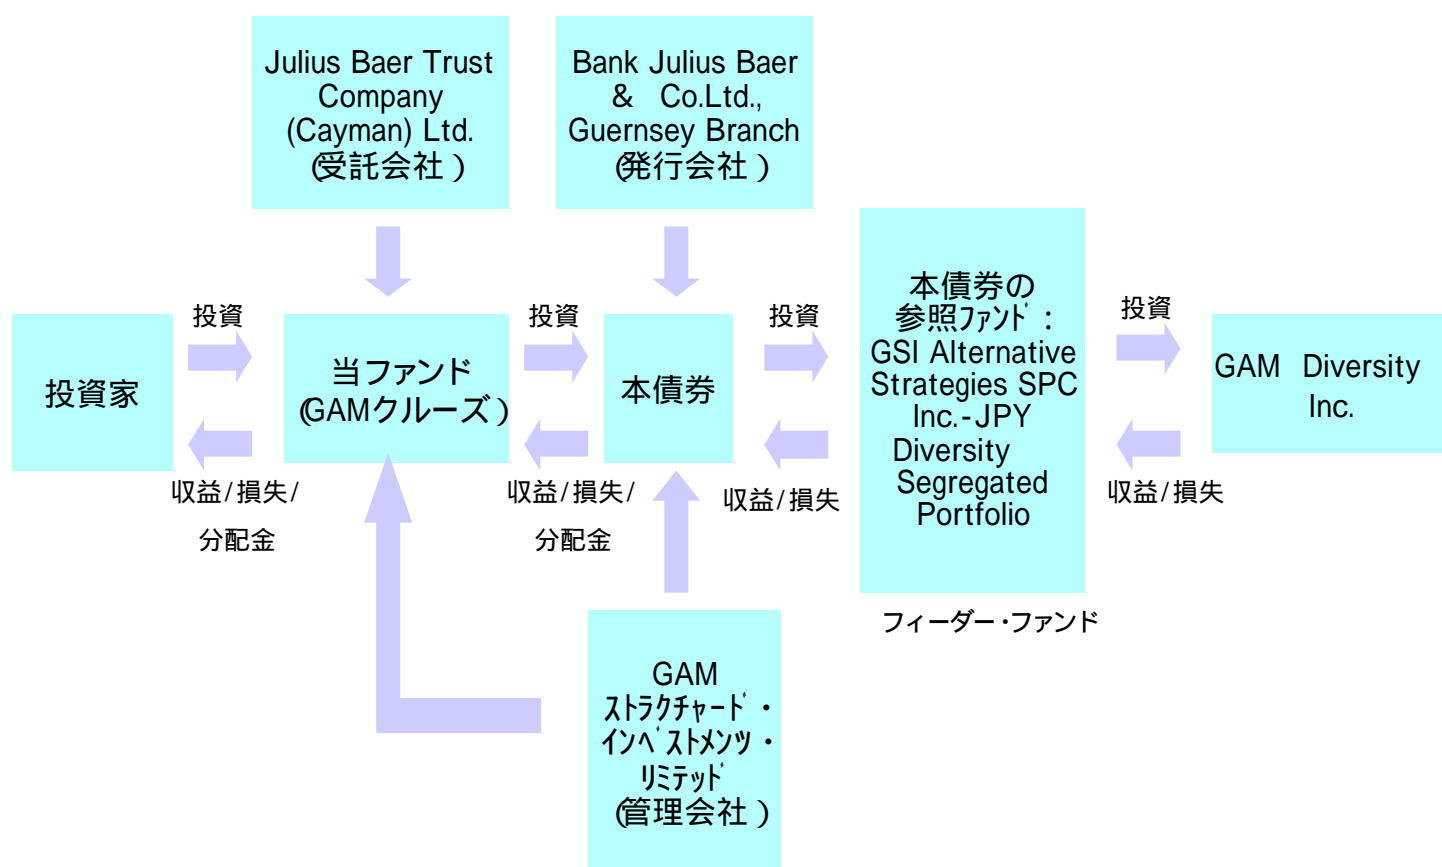 Julius Baer Trust
Company
(Cayman) Ltd.
(受託会社)
Bank Julius Baer
& Co.Ltd.,
Guernsey Branch
(発行会社)
投資家
投資
収益/損失/
分配金
当ファンド
(GAMクルーズ)
投資
収益/損失/
分配金
本債券
投資
収益/損失
本債券の
参照ﾌｧﾝﾄﾞ:
GSI Alternative
Strategies SPC
Inc.-JPY
Diversity
Segregated
Portfolio
フィーダー・ファンド
投資
収益/損失
GAM Diversity
Inc.
GAM
ｽﾄﾗｸﾁｬｰﾄﾞ・
ｲﾝﾍﾞｽﾄﾒﾝﾂ・
ﾘﾐﾃｯﾄﾞ
(管理会社)